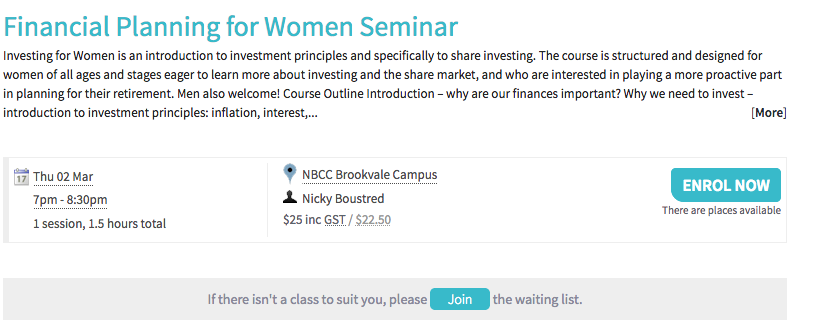 Financial Planning for Women Seminar
Investing for Women is an introduction to investment principles and specifically to share investing. The course is structured and designed for
women of all ages and stages eager to learn more about investing and the share market, and who are interested in playing a more proactive part
in planning for their retirement. Men also welcome! Course Outline Introduction – why are our finances important? Why we need to invest –
introduction to investment principles: inflation, interest,... [More]
17 Thu 02 Mar
7pm - 8:30pm
1 session, 1.5 hours total
NBCC Brookvale Campus
Nicky Boustred
$25 inc GST / $22.50
ENROL NOW
There are places available
If there isn't a class to suit you, please Join the waiting list.